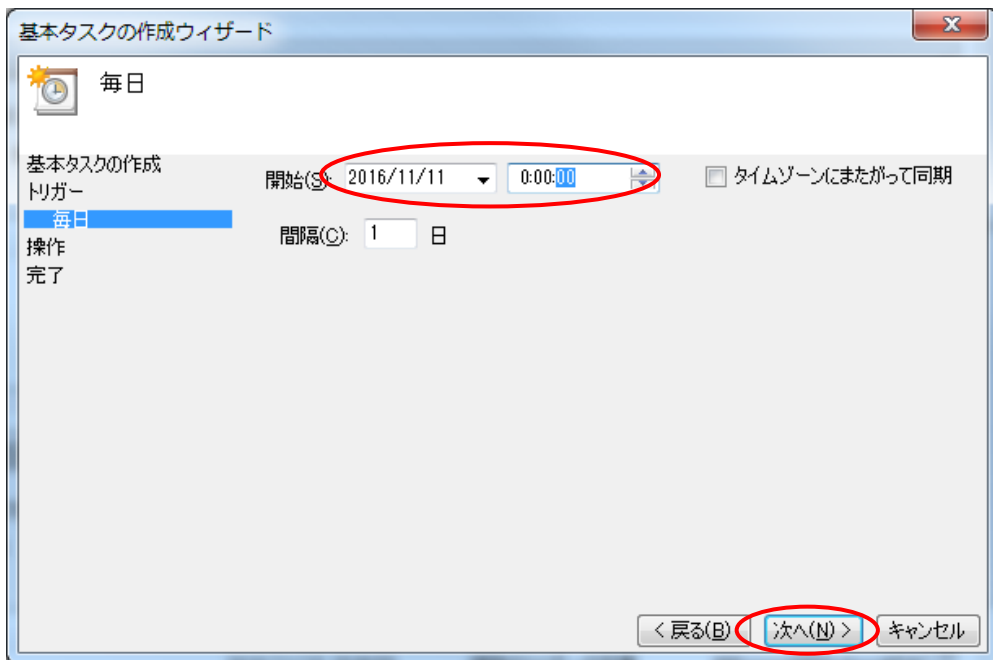 基本タスクの作成ウィザード
毎日
基本タスクの作成
トリガー
毎日
操作
完了
開始(S): 2016/11/11 0:00:00 タイムゾーンにまたがって同期
間隔(C): 1 日
< 戻る(B) 次へ(N) > キャンセル